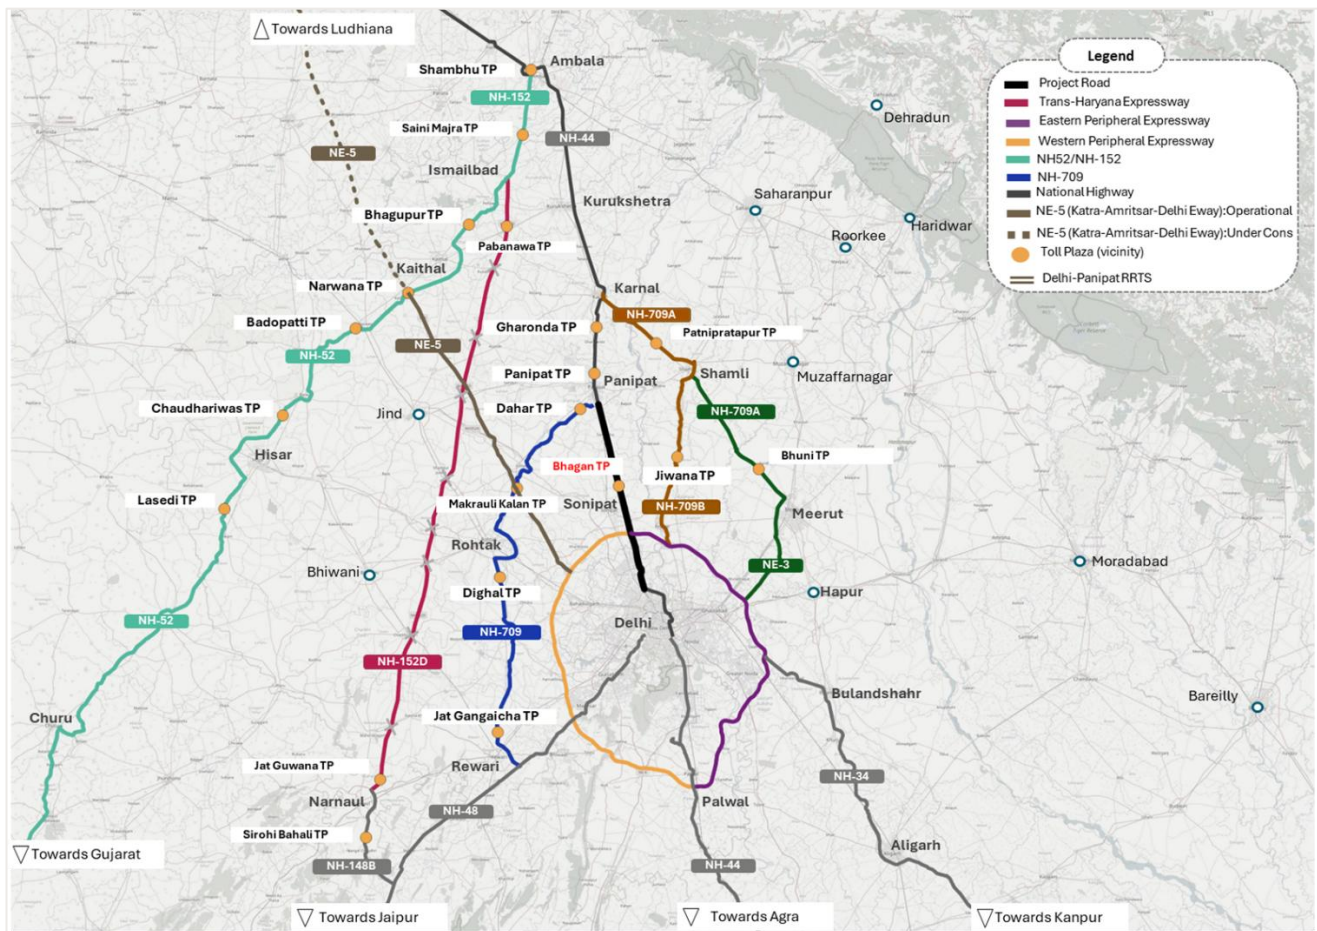 Towards Ludhiana
Legend
Project Road
Trans-Haryana Expressway
Eastern Peripheral Expressway
Western Peripheral Expressway
NH52/NH-152
NH-709
National Highway
NE-5 (Katra-Amritsar-Delhi Eway):Operational
NE-5 (Katra-Amritsar-Delhi Eway):Under Cons
Toll Plaza (vicinity)
Delhi-Panipat RRTS
Shambhu TP
Ambala
NH-152
Dehradun
Saini Majra TP
NH-44
NE-5
Ismailbad
Saharanpur
Kurukshetra
Bhagupur TP
Haridwar
Roorkee
Pabanawa TP
Kaithal
Narwana TP
Karnal
NH-709A
Badopatti TP
Gharonda TP
Patnipratapur TP
NE-5
NH-52
Muzaffarnagar
Shamli
Panipat TP
Panipat
Chaudhariwas TP
Jind
Dahar TP
NH-709A
Hisar
Bhagan TP
Bhuni TP
Jiwana TP
Lasedi TP
Makrauli Kalan TP
Sonipat
NH-709B
Meerut
Rohtak
Moradabad
NE-3
Bhiwani
Dighal TP
Hapur
NH-52
Delhi
NH-709
NH-152D
Bulandshahr
Bareilly
Churu
Jat Gangaicha TP
Jat Guwana TP
Rewari
NH-34
Narnaul
Palwal
NH-48
Sirohi Bahali TP
Aligarh
Towards Gujarat
NH-148B
NH-44
Towards Jaipur
Towards Agra
Towards Kanpur